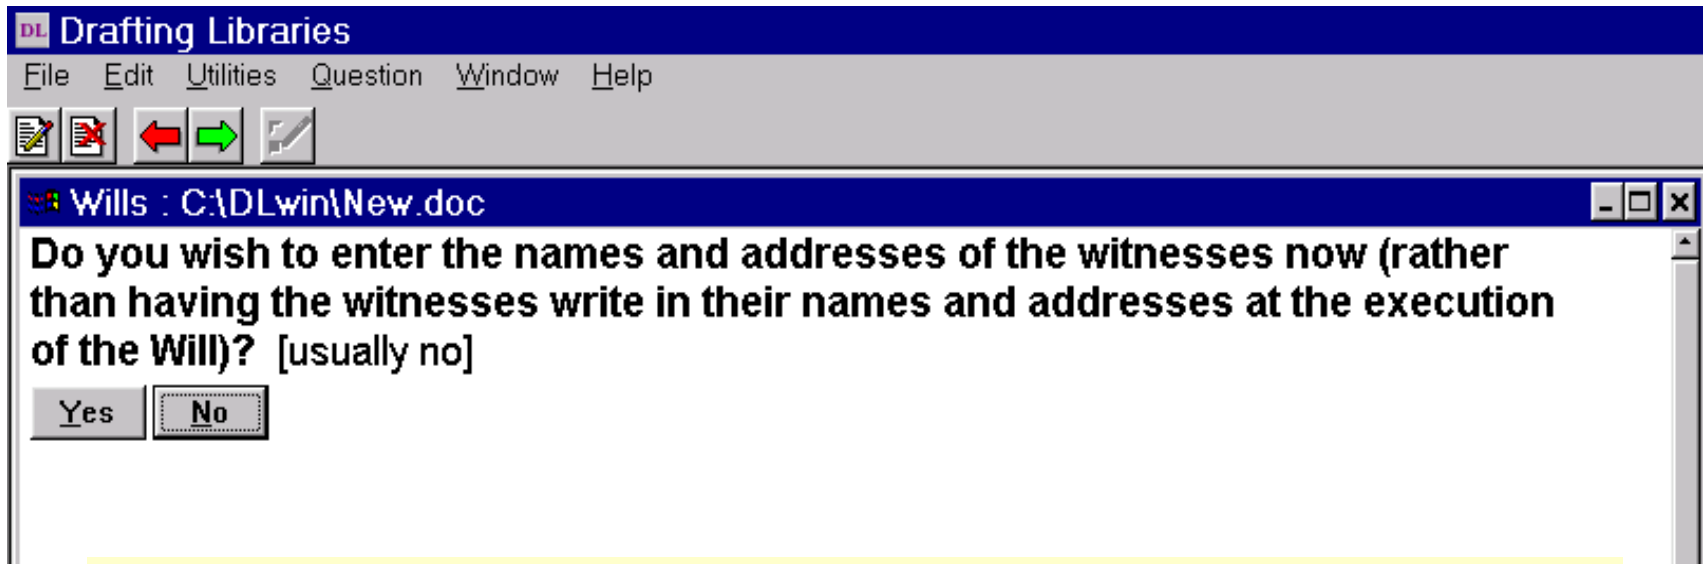 DL Drafting Libraries
File Edit Utilities Question Window Help
Wills : C:\DLwin\New.doc
Do you wish to enter the names and addresses of the witnesses now (rather
than having the witnesses write in their names and addresses at the execution
of the Will)? [usually no]
Yes No